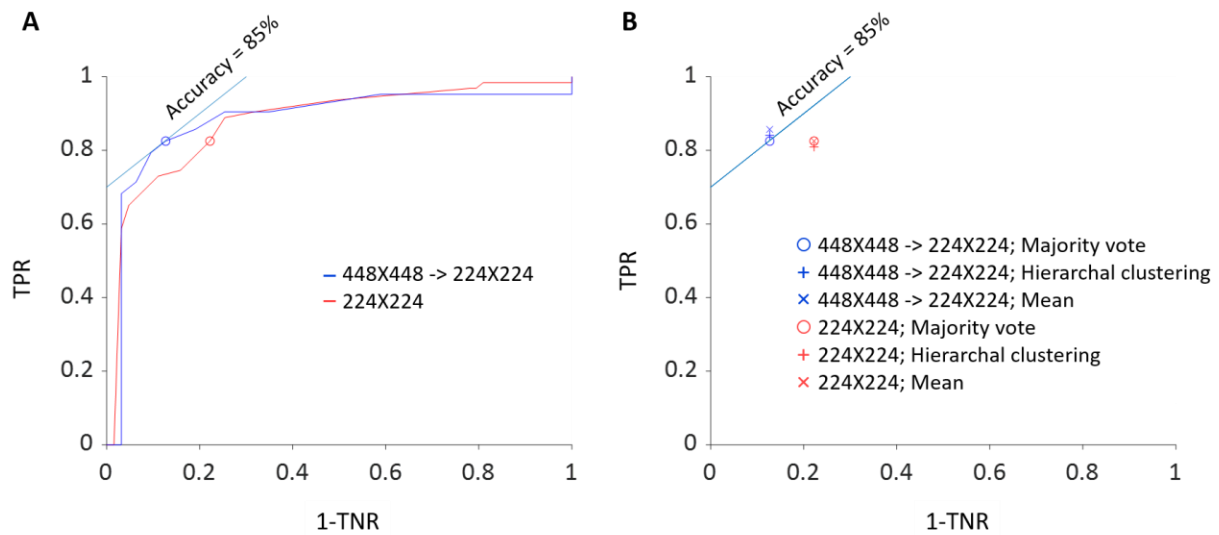 A
Accuracy = 85%
1
0.8
0.6
0.4
0.2
0
TPR
448X448 -> 224X224
224X224
0
0.2
0.4
0.6
0.8
1
1-TNR
B
Accuracy = 85%
1
0.8
0.6
0.4
0.2
0
TPR
448X448 -> 224X224; Majority vote
448X448 -> 224X224; Hierarchal clustering
448X448 -> 224X224; Mean
224X224; Majority vote
224X224; Hierarchal clustering
224X224; Mean
0
0.2
0.4
0.6
0.8
1
1-TNR